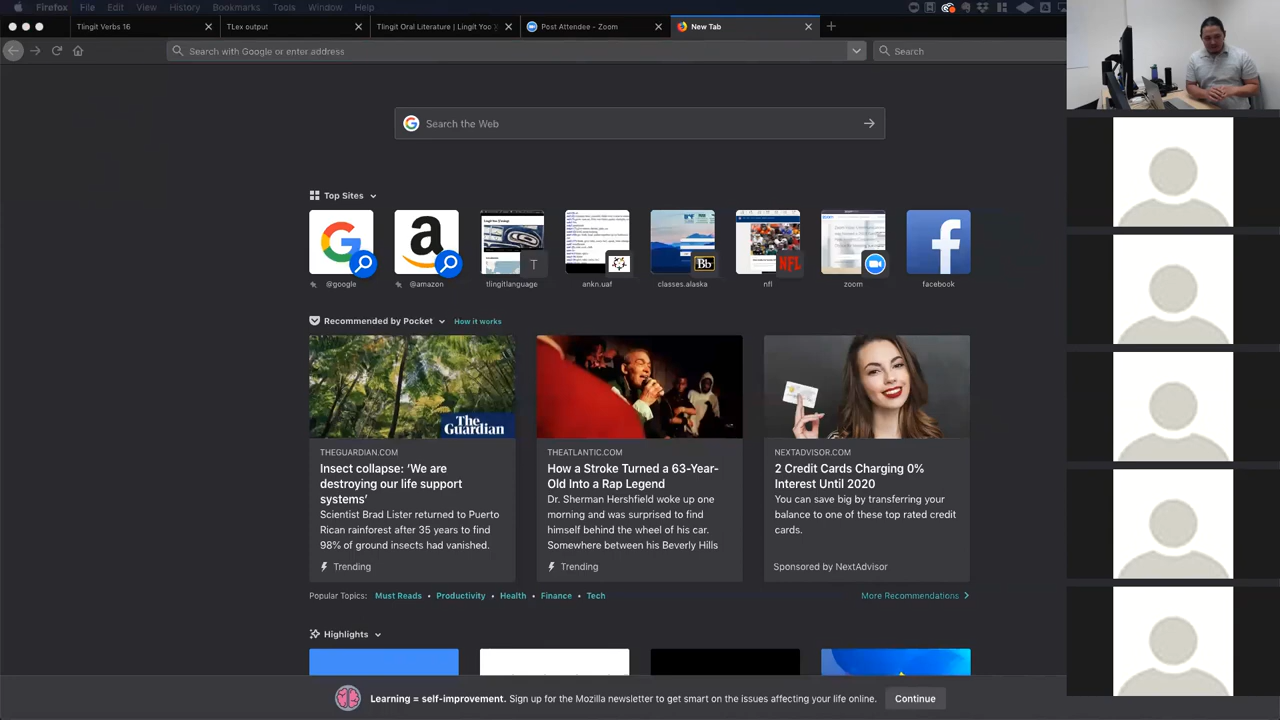 Firefox File Edit View History Bookmarks Tools Window Help
Tlingit Verbs 16
TLex output
Tlingit Oral Literature | Lingít Yoo
Post Attendee - Zoom
New Tab
Search with Google or enter address
Search
Search the Web
Top Sites
@google
@amazon
T
tlingitlanguage
ankn.uaf
Bb
classes.alaska
NFL
nfl
zoom
facebook
Recommended by Pocket
How it works
The
Guardian
THEGUARDIAN.COM
Insect collapse: ‘We are
destroying our life support
systems’
Scientist Brad Lister returned to Puerto
Rican rainforest after 35 years to find
98% of ground insects had vanished.
Trending
THEATLANTIC.COM
How a Stroke Turned a 63-Year-
Old Into a Rap Legend
Dr. Sherman Hershfield woke up one
morning and was surprised to find
himself behind the wheel of his car.
Somewhere between his Beverly Hills
Trending
NEXTADVISOR.COM
2 Credit Cards Charging 0%
Interest Until 2020
You can save big by transferring your
balance to one of these top rated credit
cards.
Sponsored by NextAdvisor
Popular Topics: Must Reads • Productivity • Health • Finance • Tech
More Recommendations
Highlights
Learning = self-improvement. Sign up for the Mozilla newsletter to get smart on the issues affecting your life online.
Continue